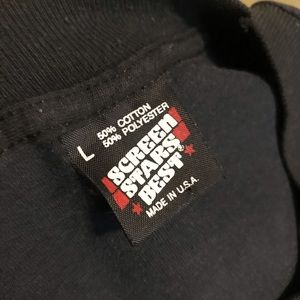 L
50% COTTON
50% POLYESTER
SCREEN
STARS®
BEST
MADE IN U.S.A.